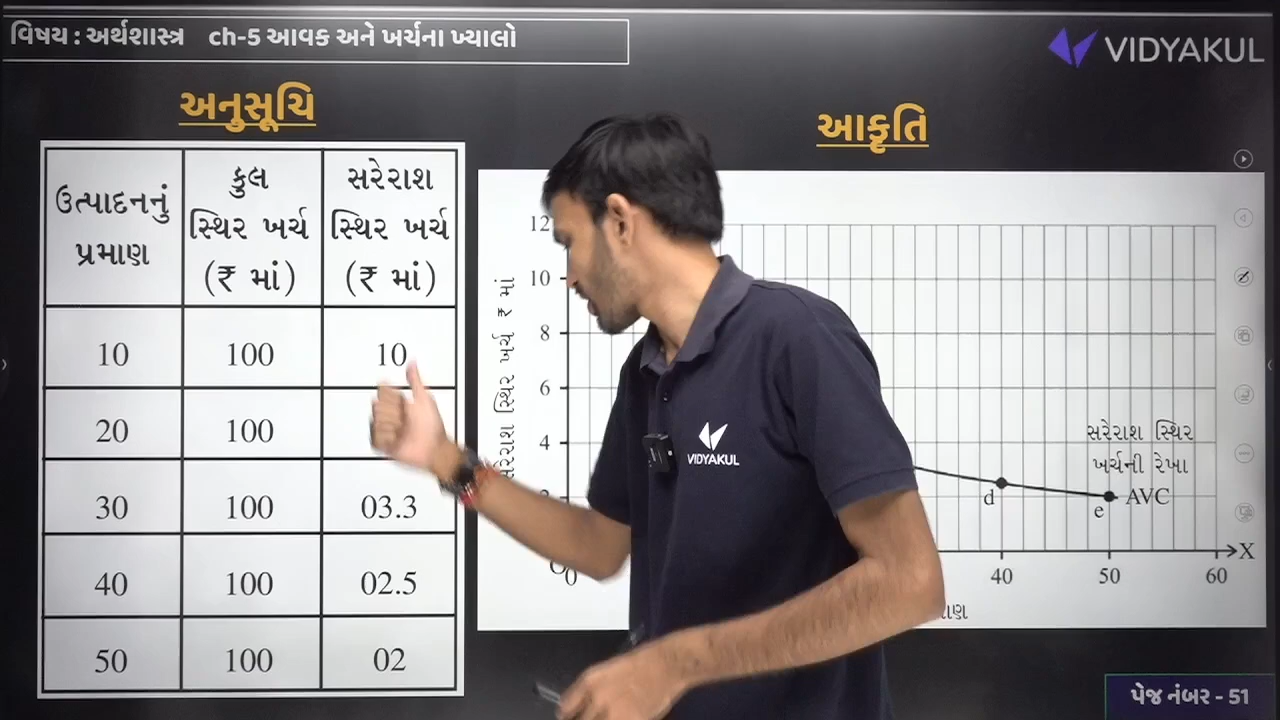 વિષય : અર્થશાસ્ત્ર ch-5 આવક અને ખર્ચના ખ્યાલો
VIDYAKUL
અનુસૂચિ
ઉત્પાદનનું પ્રમાણ
કુલ સ્થિર ખર્ચ (₹ માં)
સરેરાશ સ્થિર ખર્ચ (₹ માં)
10 100 10
20 100
30 100 03.3
40 100 02.5
50 100 02
આકૃતિ
સરેરાશ સ્થિર ખર્ચ ₹ માં
12
10
8
6
4
સરેરાશ સ્થિર
ખર્ચની રેખા
d
e
AVC
X
0
40 50 60
VIDYAKUL
પેજ નંબર - 51